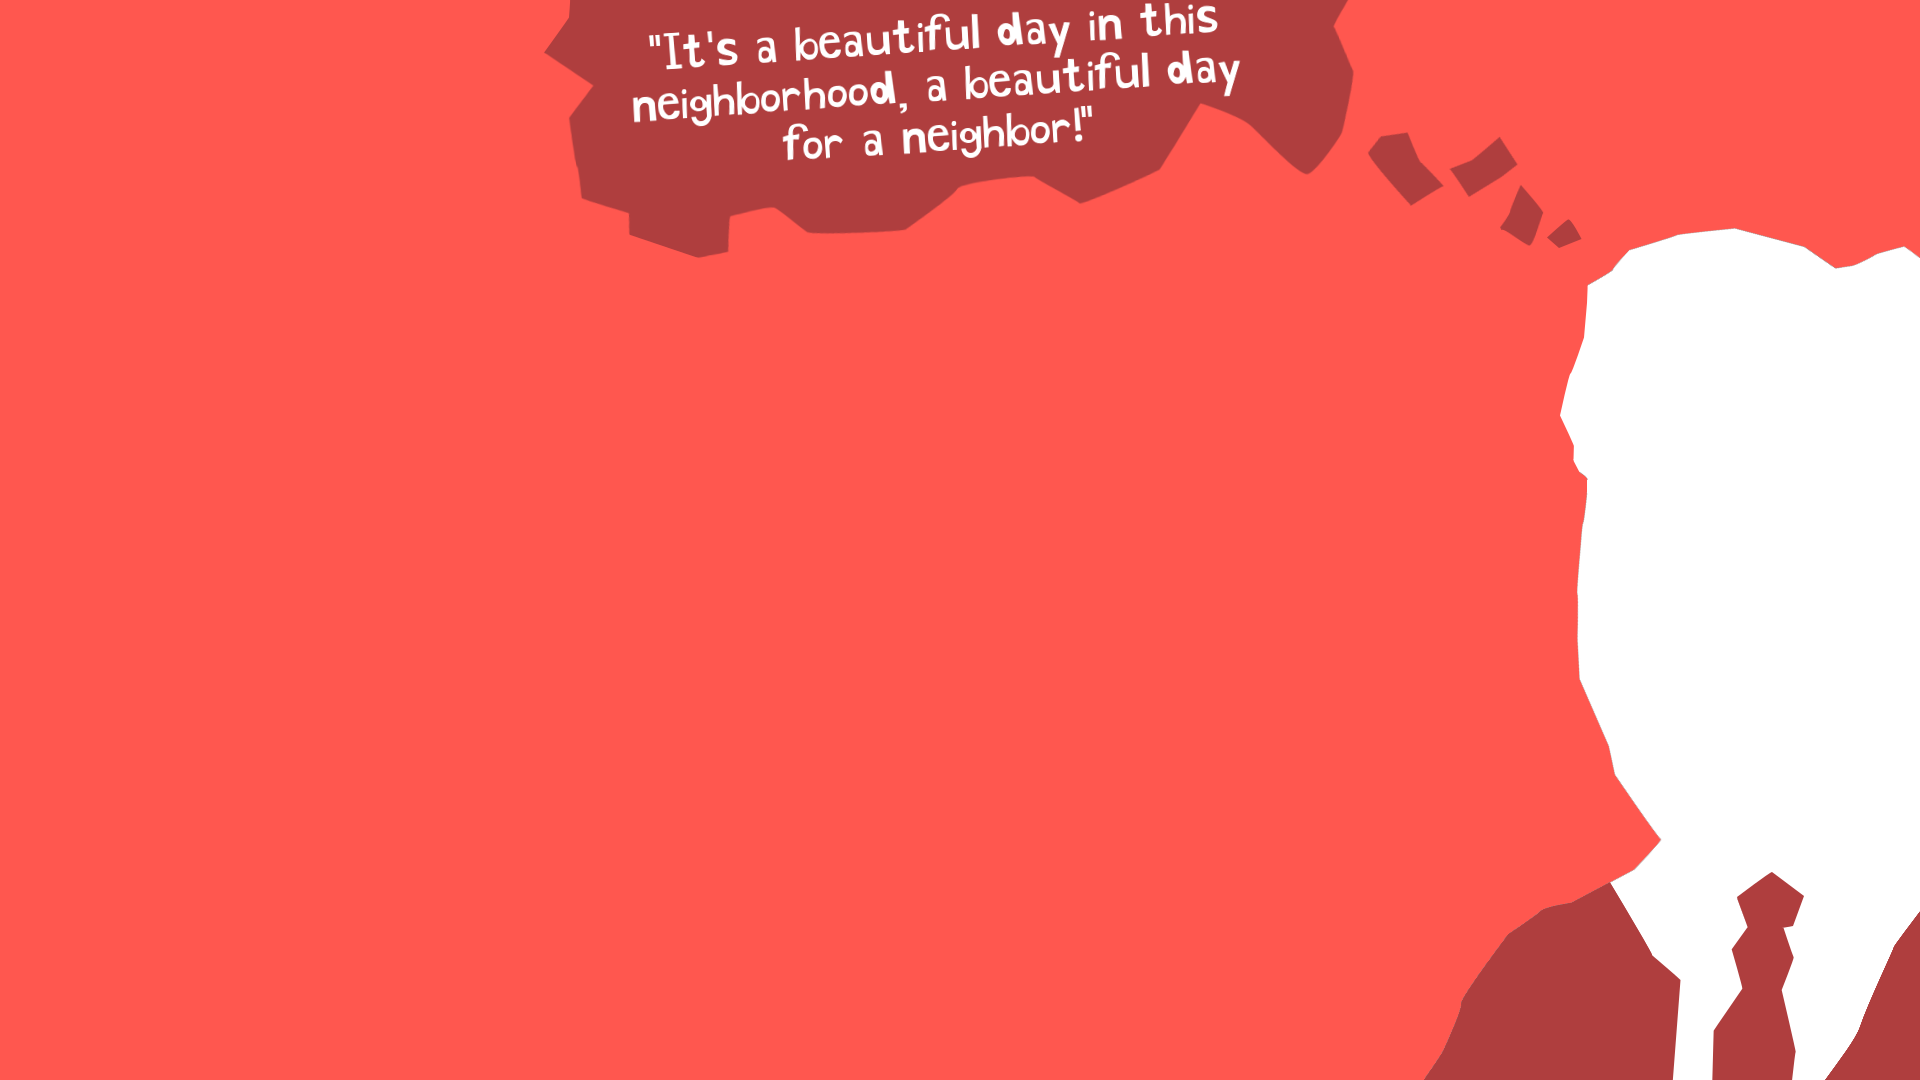 "It's a beautiful day in this
neighborhood, a beautiful day
for a neighbor!"